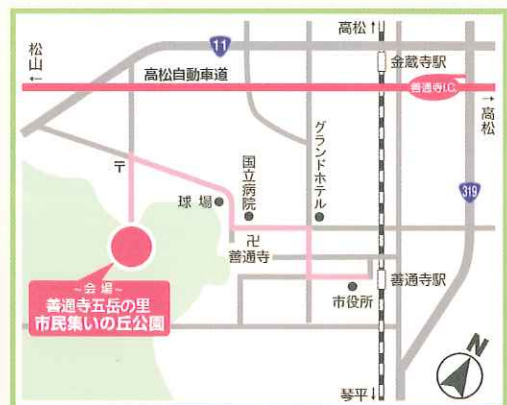 高松↑
11
松山
←
金蔵寺駅
高松自動車道
善通寺I.C.
→
高松
〒
グランドホテル
国立病院
球場
319
卍
善通寺
～会場～
善通寺五岳の里
市民集いの丘公園
善通寺駅
市役所
N
琴平↓